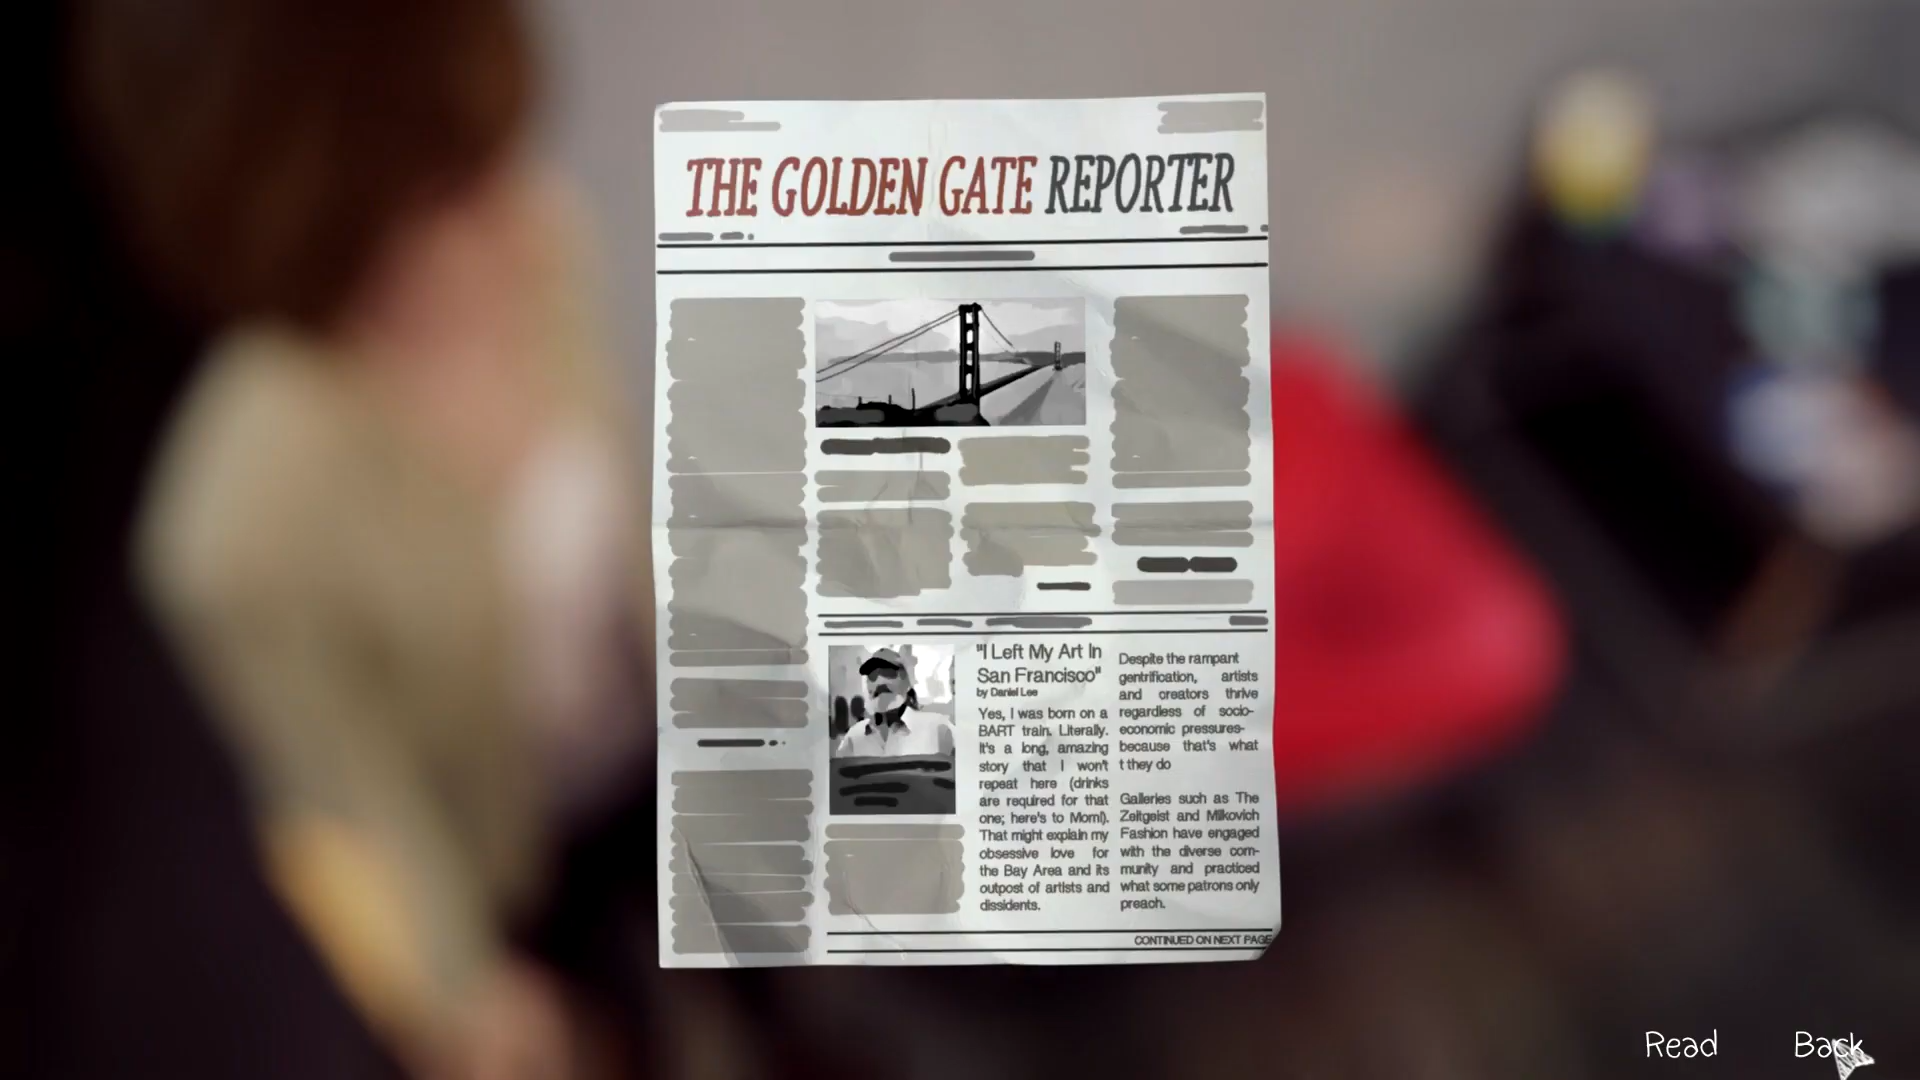 THE GOLDEN GATE REPORTER
"I Left My Art In
San Francisco"
by Daniel Lee
Yes, I was born on a
BART train. Literally.
It's a long, amazing
story that I won't
repeat here (drinks
are required for that
one; here's to Mom!).
That might explain my
obsessive love for
the Bay Area and its
outpost of artists and
dissidents.
Despite the rampant
gentrification, artists
and creators thrive
regardless of socio-
economic pressures-
because that's what
t they do
Galleries such as The
Zeitgeist and Milkovich
Fashion have engaged
with the diverse com-
munity and practiced
what some patrons only
preach.
CONTINUED ON NEXT PAGE
Read Back